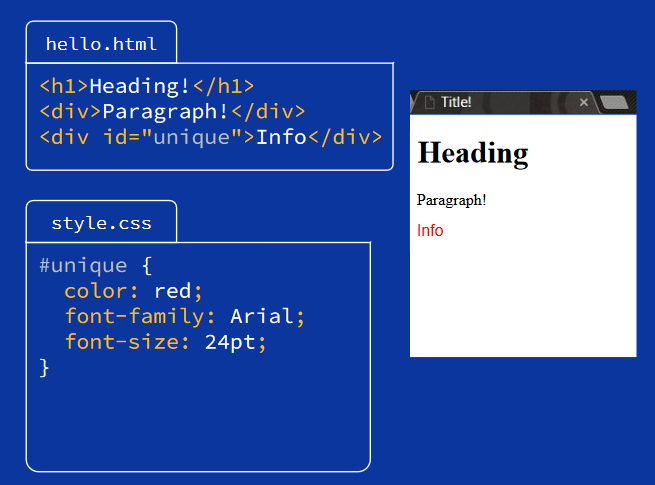 hello.html
<h1>Heading!</h1>
<div>Paragraph!</div>
<div id="unique">Info</div>
style.css
#unique {
  color: red;
  font-family: Arial;
  font-size: 24pt;
}
Title!
Heading
Paragraph!
Info